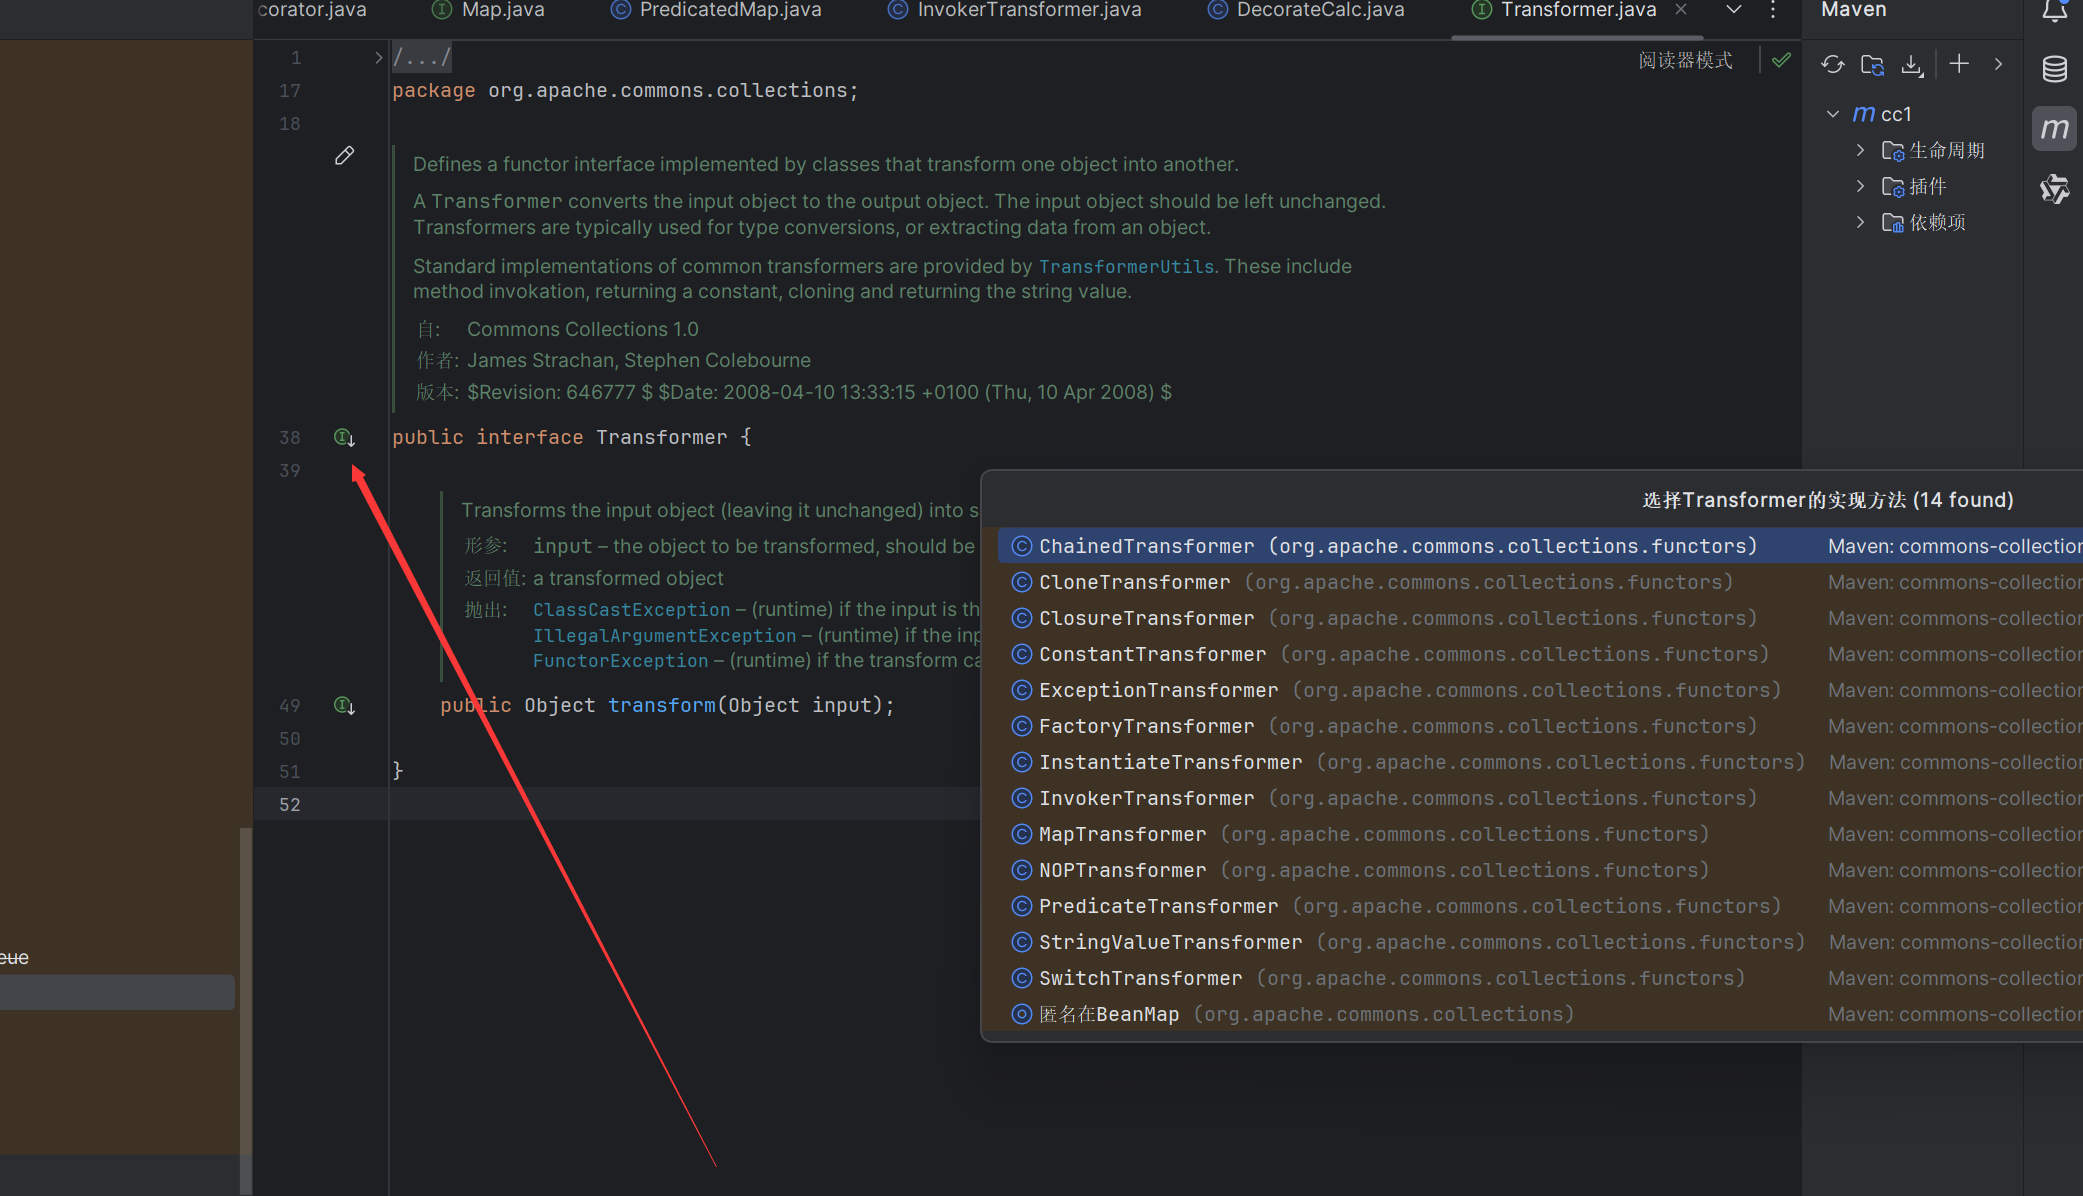 corator.java Map.java PredicatedMap.java InvokerTransformer.java DecorateCalc.java Transformer.java Maven
1 /.../ 阅读器模式
17 package org.apache.commons.collections;
18
m cc1
生命周期
插件
依赖项
Defines a functor interface implemented by classes that transform one object into another.
A Transformer converts the input object to the output object. The input object should be left unchanged.
Transformers are typically used for type conversions, or extracting data from an object.
Standard implementations of common transformers are provided by TransformerUtils. These include
method invokation, returning a constant, cloning and returning the string value.
自: Commons Collections 1.0
作者: James Strachan, Stephen Colebourne
版本: $Revision: 646777 $ $Date: 2008-04-10 13:33:15 +0100 (Thu, 10 Apr 2008) $
38 public interface Transformer {
39
Transforms the input object (leaving it unchanged) into s
形参: input – the object to be transformed, should be
返回值: a transformed object
抛出: ClassCastException – (runtime) if the input is th
IllegalArgumentException – (runtime) if the inp
FunctorException – (runtime) if the transform ca
49 public Object transform(Object input);
50
51 }
52
选择Transformer的实现方法 (14 found)
ChainedTransformer (org.apache.commons.collections.functors) Maven: commons-collection
CloneTransformer (org.apache.commons.collections.functors) Maven: commons-collection
ClosureTransformer (org.apache.commons.collections.functors) Maven: commons-collection
ConstantTransformer (org.apache.commons.collections.functors) Maven: commons-collection
ExceptionTransformer (org.apache.commons.collections.functors) Maven: commons-collection
FactoryTransformer (org.apache.commons.collections.functors) Maven: commons-collection
InstantiateTransformer (org.apache.commons.collections.functors) Maven: commons-collection
InvokerTransformer (org.apache.commons.collections.functors) Maven: commons-collection
MapTransformer (org.apache.commons.collections.functors) Maven: commons-collection
NOPTransformer (org.apache.commons.collections.functors) Maven: commons-collection
PredicateTransformer (org.apache.commons.collections.functors) Maven: commons-collection
StringValueTransformer (org.apache.commons.collections.functors) Maven: commons-collection
SwitchTransformer (org.apache.commons.collections.functors) Maven: commons-collection
匿名在BeanMap (org.apache.commons.collections) Maven: commons-collection
eue
m